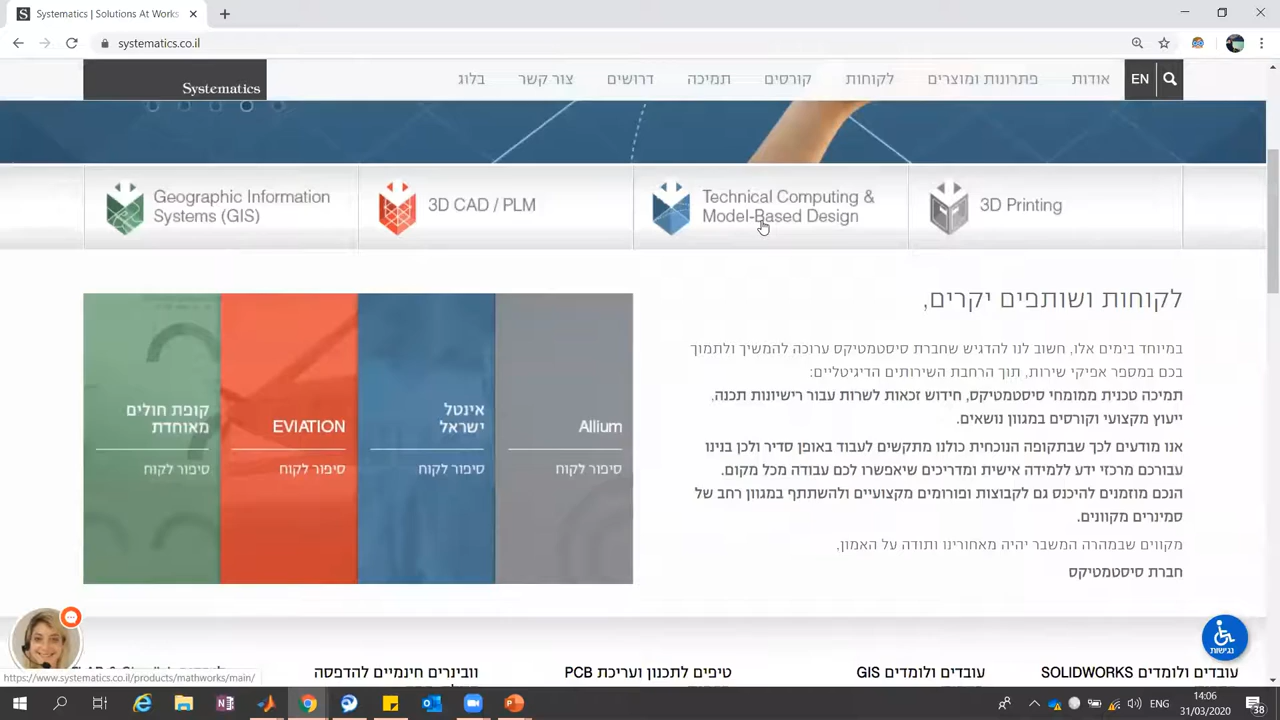 Systematics | Solutions At Works
systematics.co.il
Systematics
בלוג
צור קשר
דרושים
תמיכה
קורסים
לקוחות
פתרונות ומוצרים
אודות
EN
Geographic Information
Systems (GIS)
3D CAD / PLM
Technical Computing &
Model-Based Design
3D Printing
לקוחות ושותפים יקרים,
במיוחד בימים אלו, חשוב לנו להדגיש שחברת סיסטמטיקס ערוכה להמשיך ולתמוך
בכם במספר אפיקי שירות, תוך הרחבת השירותים הדיגיטליים:
תמיכה טכנית ממומחי סיסטמטיקס, חידוש זכאות לשרות עבור רישיונות תכנה,
ייעוץ מקצועי וקורסים במגוון נושאים.
אנו מודעים לכך שבתקופה הנוכחית כולנו מתקשים לעבוד באופן סדיר ולכן בנינו
עבורכם מרכזי ידע ללמידה אישית ומדריכים שיאפשרו לכם עבודה מכל מקום.
הנכם מוזמנים להיכנס גם לקבוצות ופורומים מקצועיים ולהשתתף במגוון רחב של
סמינרים מקוונים.
מקווים שבמהרה המשבר יהיה מאחורינו ותודה על האמון,
חברת סיסטמטיקס
קופת חולים
מאוחדת
סיפור לקוח
EVIATION
סיפור לקוח
אינטל
ישראל
סיפור לקוח
Allium
סיפור לקוח
נגישות
עובדים ולומדים SOLIDWORKS
עובדים ולומדים GIS
טיפים לתכנון ועריכת PCB
וובינרים חינמיים להדפסה
https://www.systematics.co.il/products/mathworks/main/
ENG
14:06
31/03/2020
38